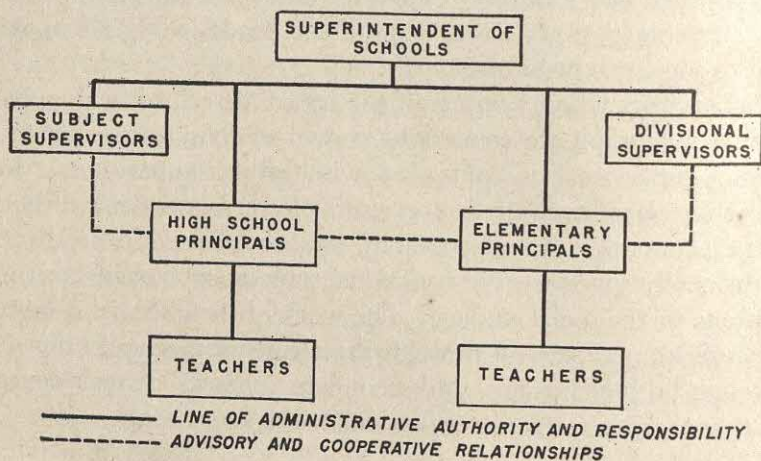 SUPERINTENDENT OF
SCHOOLS
SUBJECT
SUPERVISORS
DIVISIONAL
SUPERVISORS
HIGH SCHOOL
PRINCIPALS
ELEMENTARY
PRINCIPALS
TEACHERS
TEACHERS
LINE OF ADMINISTRATIVE AUTHORITY AND RESPONSIBILITY
ADVISORY AND COOPERATIVE RELATIONSHIPS